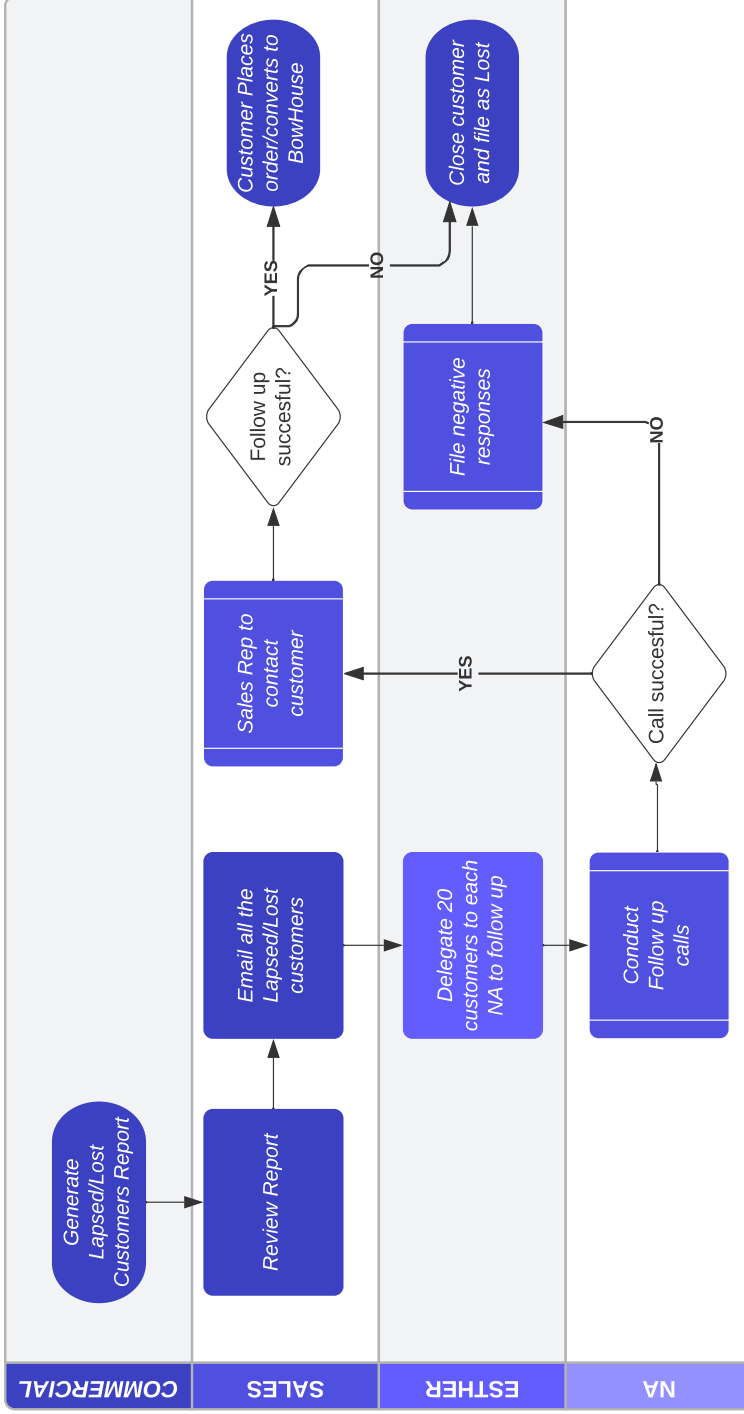 COMMERCIAL
Generate
Lapsed/Lost
Customers Report
SALES
Review Report
Email all the
Lapsed/Lost
customers
Sales Rep to
contact
customer
Follow up
succesful?
YES
Customer Places
order/converts to
BowHouse
NO
ESTHER
Delegate 20
customers to each
NA to follow up
YES
File negative
responses
Close customer
and file as Lost
NA
Conduct
Follow up
calls
Call succesful?
NO